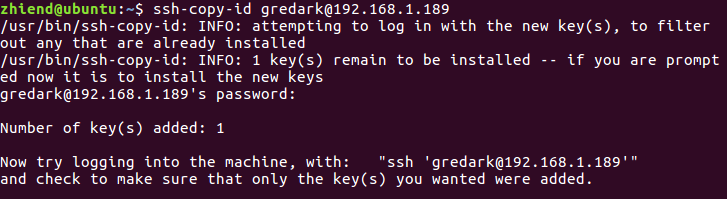 zhiend@ubuntu:~$ ssh-copy-id gredark@192.168.1.189
/usr/bin/ssh-copy-id: INFO: attempting to log in with the new key(s), to filter
out any that are already installed
/usr/bin/ssh-copy-id: INFO: 1 key(s) remain to be installed -- if you are prompt
ed now it is to install the new keys
gredark@192.168.1.189's password:
Number of key(s) added: 1
Now try logging into the machine, with:   "ssh 'gredark@192.168.1.189'"
and check to make sure that only the key(s) you wanted were added.